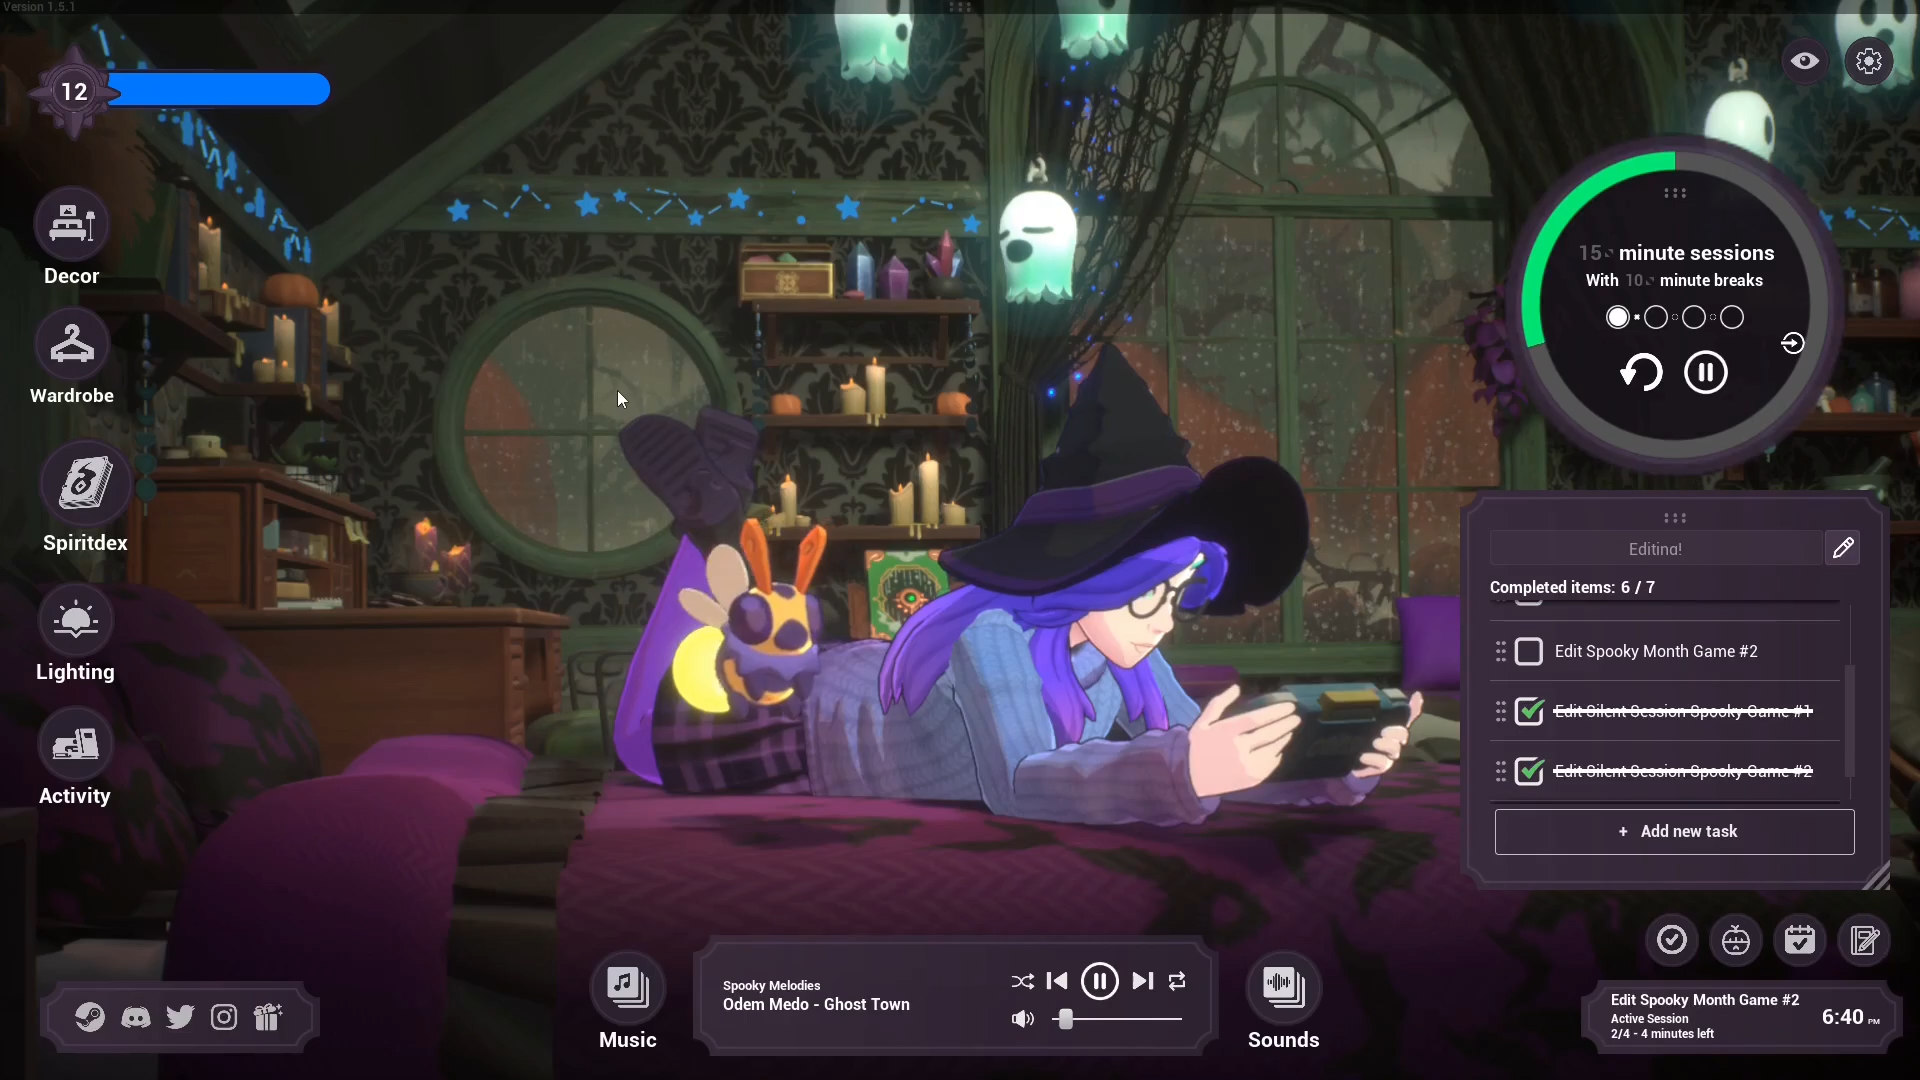 Version 1.5.1
12
15 minute sessions
With 10 minute breaks
Decor
Wardrobe
Spiritdex
Lighting
Activity
Editing!
Completed items: 6 / 7
Edit Spooky Month Game #2
Edit Silent Session Spooky Game #1
Edit Silent Session Spooky Game #2
+ Add new task
Music
Spooky Melodies
Odem Medo - Ghost Town
Sounds
Edit Spooky Month Game #2
Active Session
2/4 - 4 minutes left
6:40 PM